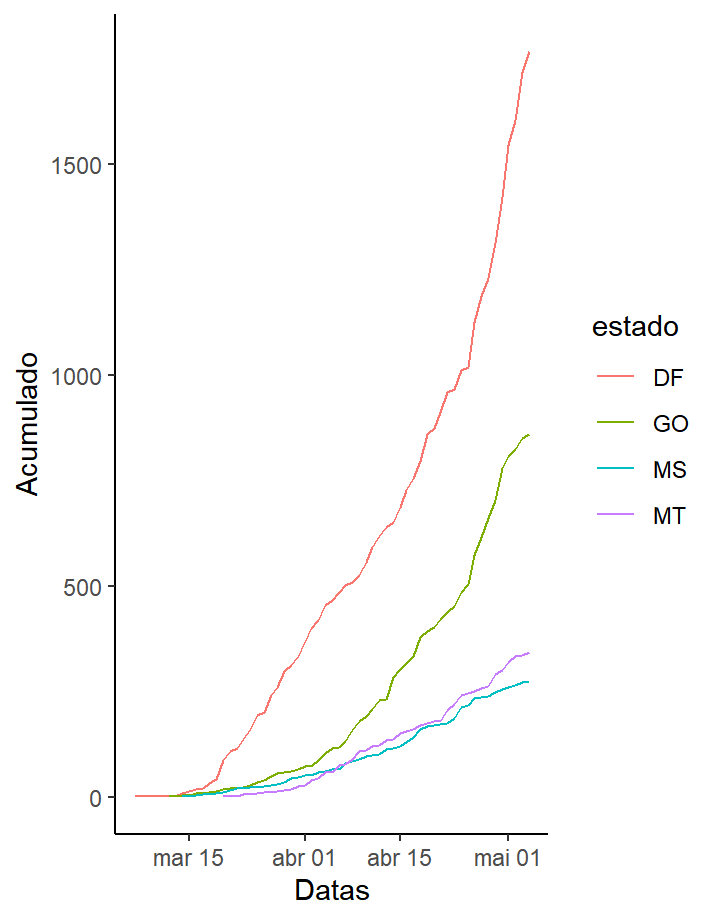 1500
1000
500
0
Acumulado
mar 15
abr 01
abr 15
mai 01
Datas
estado
DF
GO
MS
MT